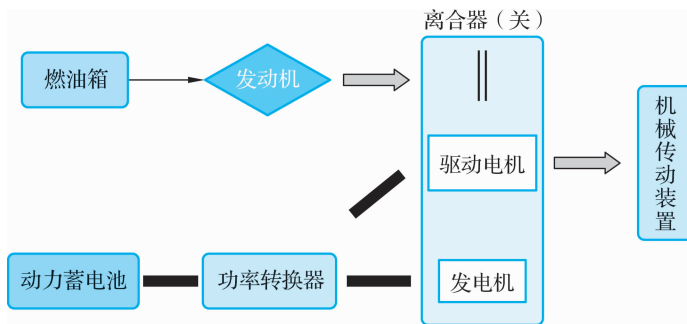 离合器（关）
燃油箱
发动机
驱动电机
机械传动装置
动力蓄电池
功率转换器
发电机